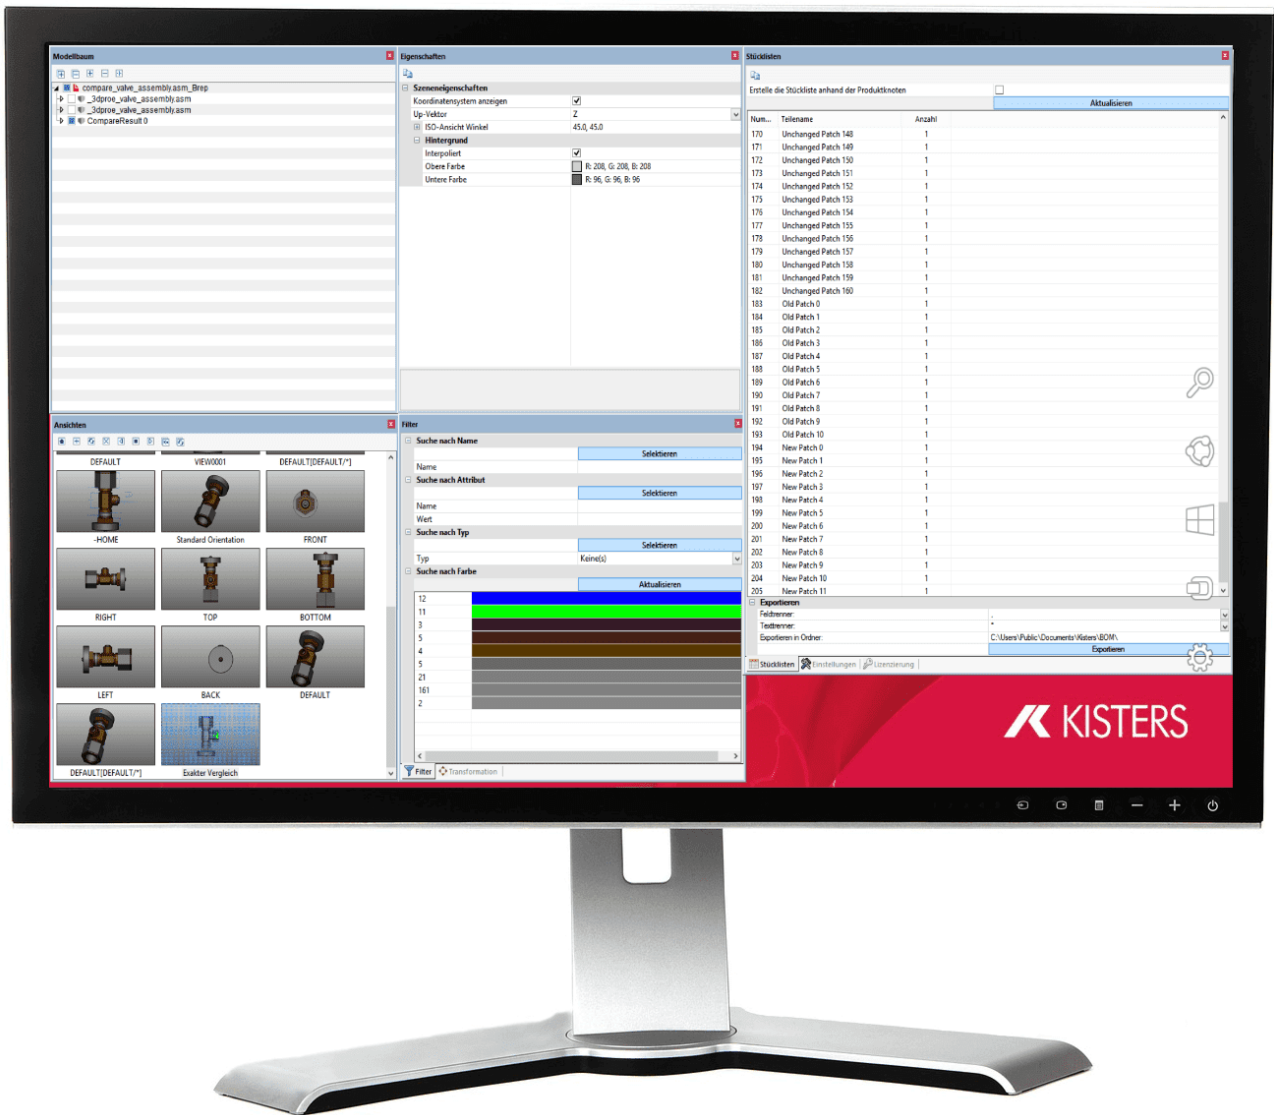 Modellbaum
compare_valve_assembly.asm_Brep
_3dproe_valve_assembly.asm
_3dproe_valve_assembly.asm
CompareResult 0
Eigenschaften
Szeneneigenschaften
Koordinatensystem anzeigen
Up-Vektor Z
ISO-Ansicht Winkel 45.0, 45.0
Hintergrund
Interpoliert
Obere Farbe R: 208, G: 208, B: 208
Untere Farbe R: 96, G: 96, B: 96
Stücklisten
Erstelle die Stückliste anhand der Produktknoten
Aktualisieren
Num... Teilename Anzahl
170 Unchanged Patch 148 1
171 Unchanged Patch 149 1
172 Unchanged Patch 150 1
173 Unchanged Patch 151 1
174 Unchanged Patch 152 1
175 Unchanged Patch 153 1
176 Unchanged Patch 154 1
177 Unchanged Patch 155 1
178 Unchanged Patch 156 1
179 Unchanged Patch 157 1
180 Unchanged Patch 158 1
181 Unchanged Patch 159 1
182 Unchanged Patch 160 1
183 Old Patch 0 1
184 Old Patch 1 1
185 Old Patch 2 1
186 Old Patch 3 1
187 Old Patch 4 1
188 Old Patch 5 1
189 Old Patch 6 1
190 Old Patch 7 1
191 Old Patch 8 1
192 Old Patch 9 1
193 Old Patch 10 1
194 New Patch 0 1
195 New Patch 1 1
196 New Patch 2 1
197 New Patch 3 1
198 New Patch 4 1
199 New Patch 5 1
200 New Patch 6 1
201 New Patch 7 1
202 New Patch 8 1
203 New Patch 9 1
204 New Patch 10 1
205 New Patch 11 1
Exportieren
Feldtrenner:
Texttrenner: "
Exportieren in Ordner: C:\Users\Public\Documents\Kisters\BOM\
Exportieren
Stücklisten Einstellungen Lizenzierung
Ansichten
DEFAULT VIEW0001 DEFAULT[DEFAULT/*]
-HOME Standard Orientation FRONT
RIGHT TOP BOTTOM
LEFT BACK DEFAULT
DEFAULT[DEFAULT/*] Exakter Vergleich
Filter
Suche nach Name
Selektieren
Name
Suche nach Attribut
Selektieren
Name
Wert
Suche nach Typ
Selektieren
Typ Keine(s)
Suche nach Farbe
Aktualisieren
12
11
3
5
4
5
21
161
2
Filter Transformation
KISTERS